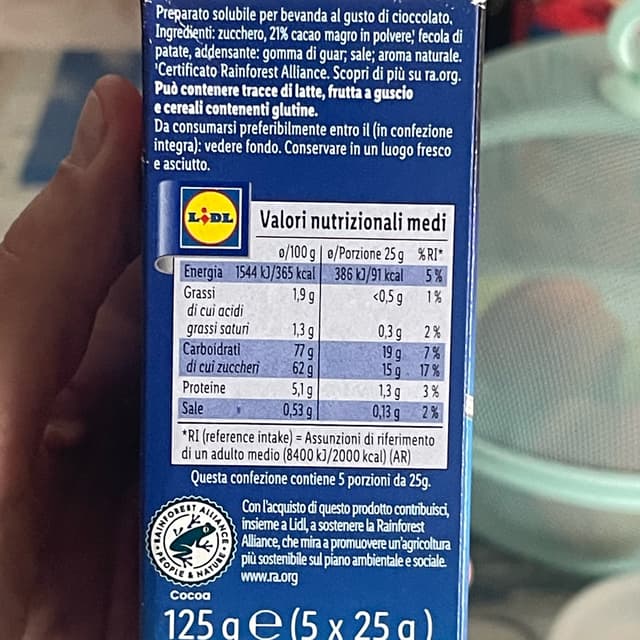 Preparato solubile per bevanda al gusto di cioccolato.
Ingredienti: zucchero, 21% cacao magro in polvere¹, fecola di
patate, addensante: gomma di guar; sale; aroma naturale.
¹Certificato Rainforest Alliance. Scopri di più su ra.org.
Può contenere tracce di latte, frutta a guscio
e cereali contenenti glutine.
Da consumarsi preferibilmente entro il (in confezione
integra): vedere fondo. Conservare in un luogo fresco
e asciutto.
LIDL
Valori nutrizionali medi
ø/100 g ø/Porzione 25 g %RI*
Energia 1544 kJ/365 kcal 386 kJ/91 kcal 5%
Grassi 1,9 g <0,5 g 1%
di cui acidi
grassi saturi 1,3 g 0,3 g 2%
Carboidrati 77 g 19 g 7%
di cui zuccheri 62 g 15 g 17%
Proteine 5,1 g 1,3 g 3%
Sale 0,53 g 0,13 g 2%
*RI (reference intake) = Assunzioni di riferimento
di un adulto medio (8400 kJ/2000 kcal) (AR)
Questa confezione contiene 5 porzioni da 25g.
RAINFOREST ALLIANCE
PEOPLE & NATURE
Cocoa
Con l'acquisto di questo prodotto contribuisci,
insieme a Lidl, a sostenere la Rainforest
Alliance, che mira a promuovere un'agricoltura
più sostenibile sul piano ambientale e sociale.
www.ra.org
125 g e (5 x 25 g)